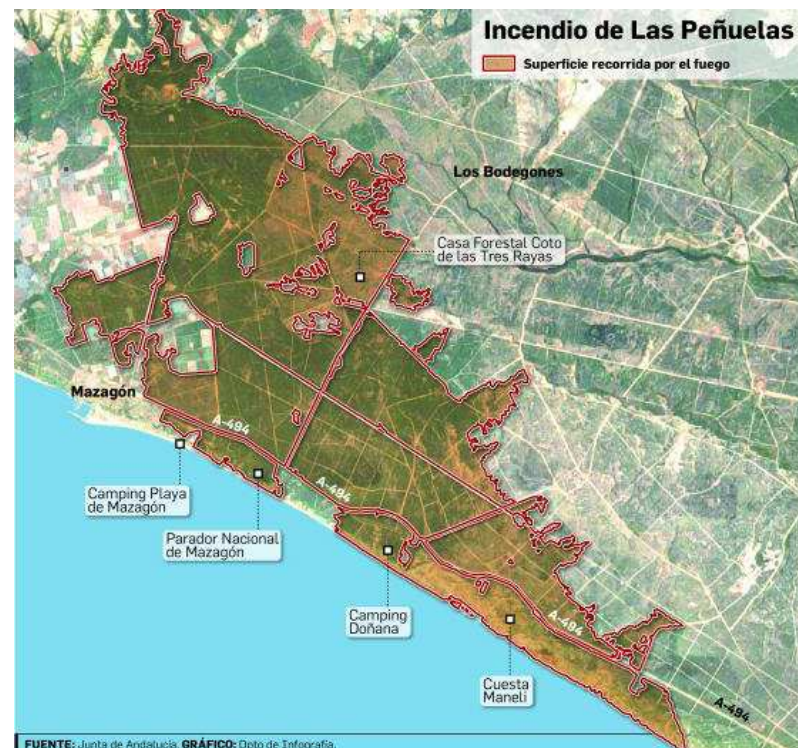 Incendio de Las Peñuelas
Superficie recorrida por el fuego
Los Bodegones
Casa Forestal Coto
de las Tres Rayas
Mazagón
A-494
Camping Playa
de Mazagón
A-494
Parador Nacional
de Mazagón
Camping
Doñana
A-494
Cuesta
Maneli
A-494
FUENTE: Junta de Andalucía. GRÁFICO: Dpto de Infografía.